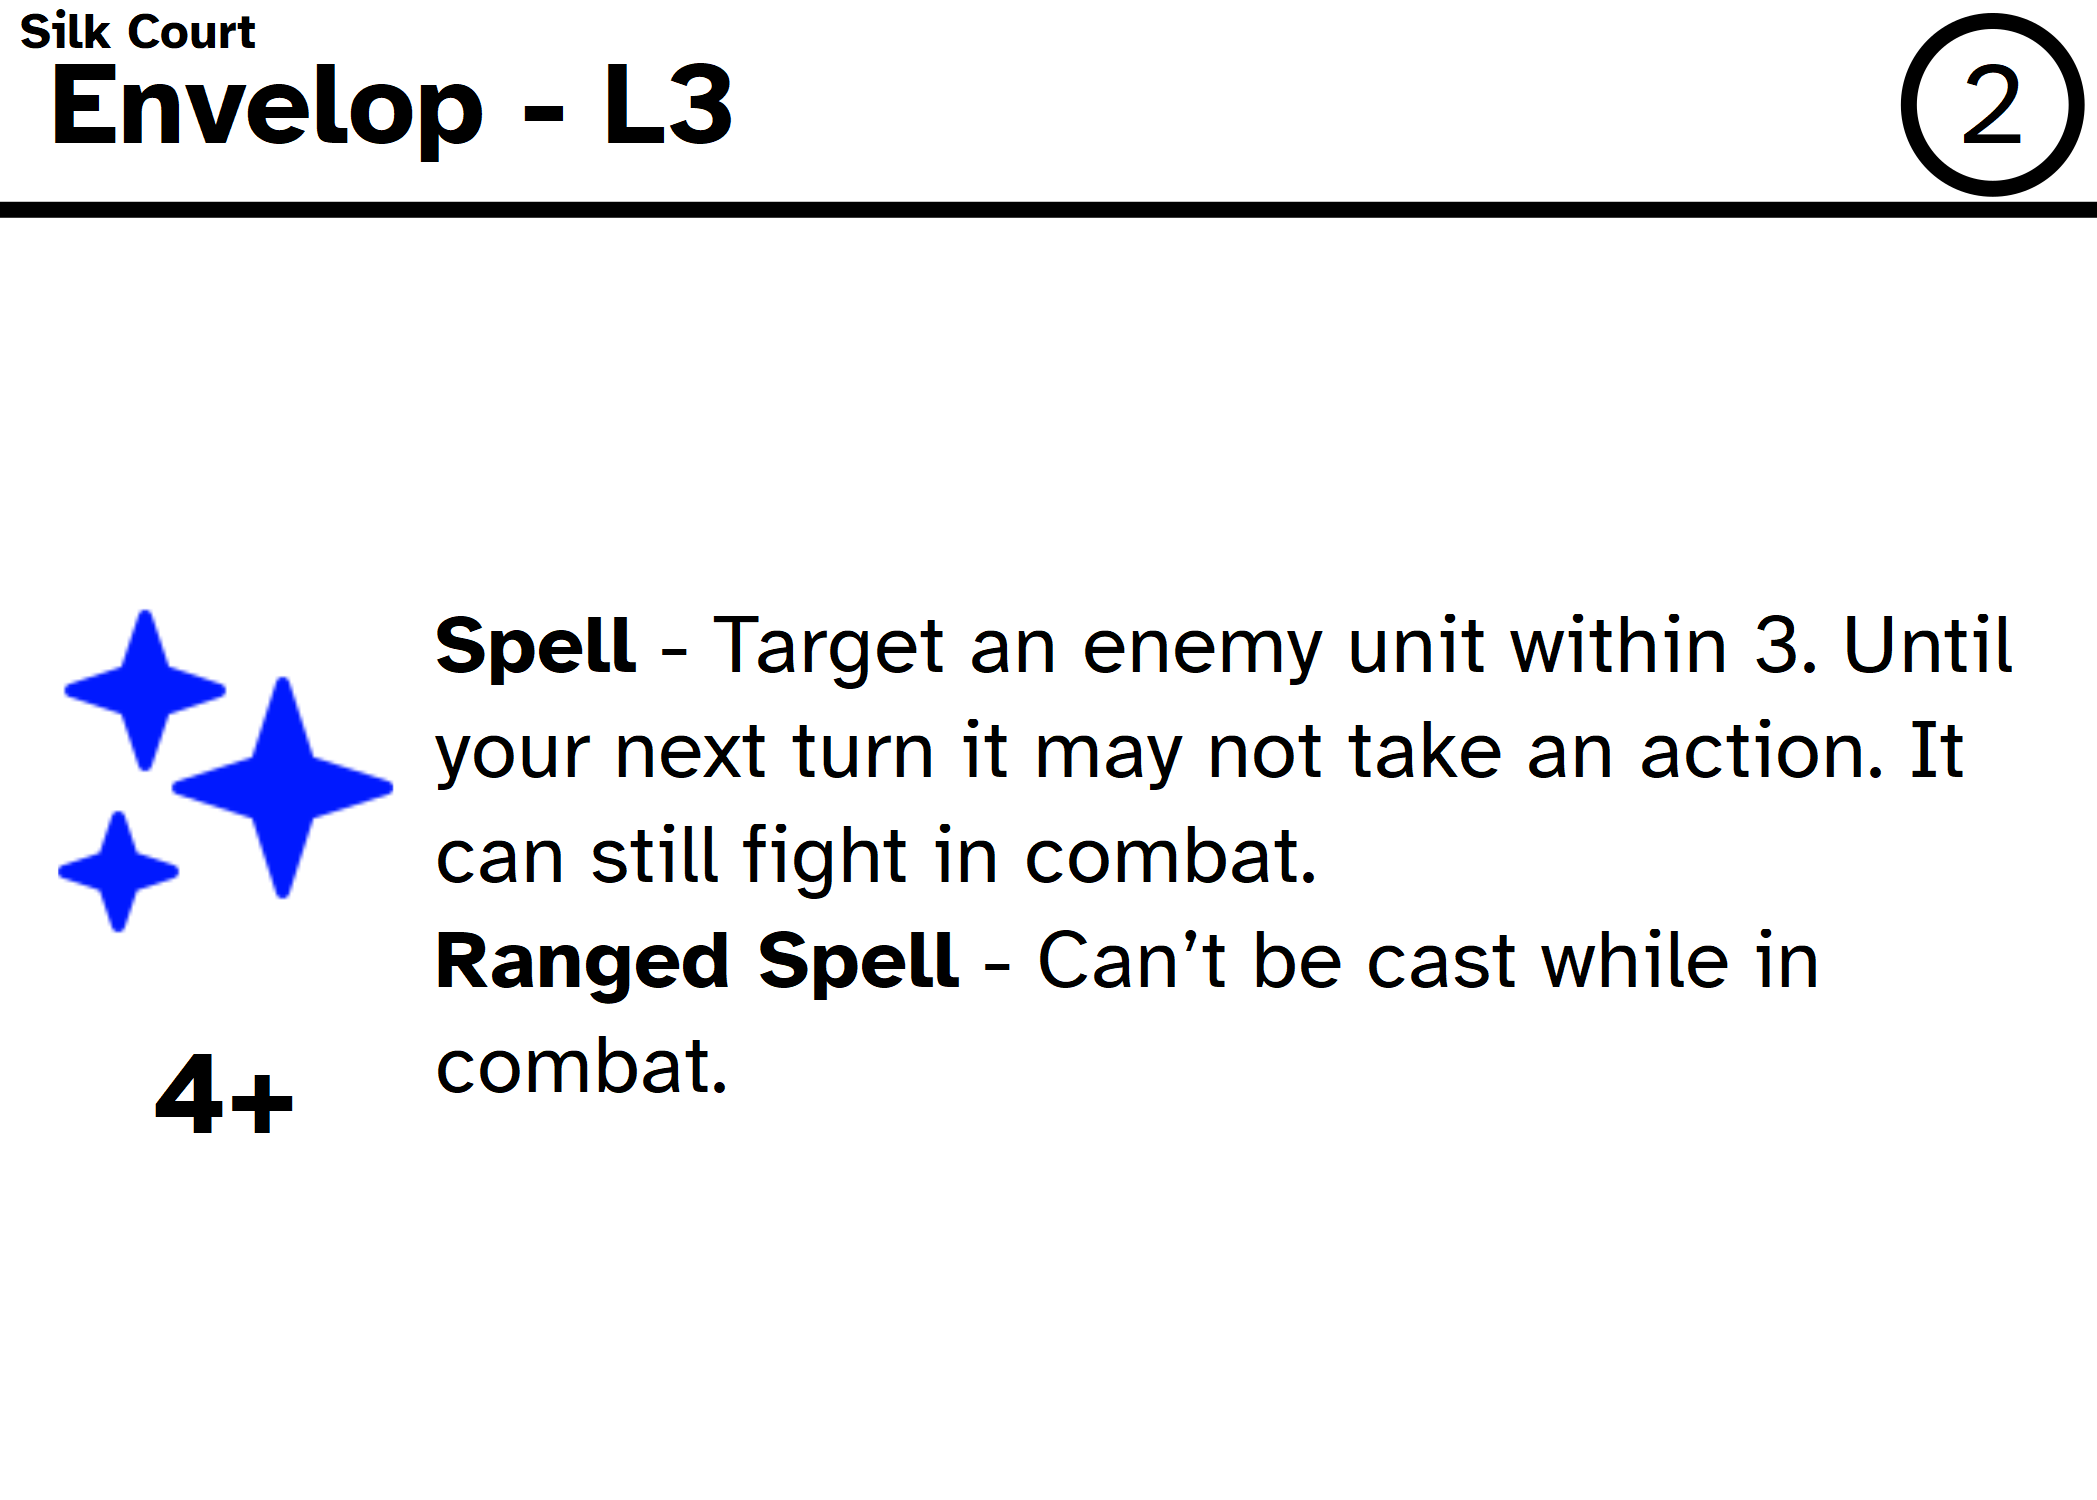 Silk Court
Envelop - L3
2
Spell - Target an enemy unit within 3. Until
your next turn it may not take an action. It
can still fight in combat.
Ranged Spell - Can’t be cast while in
combat.
4+